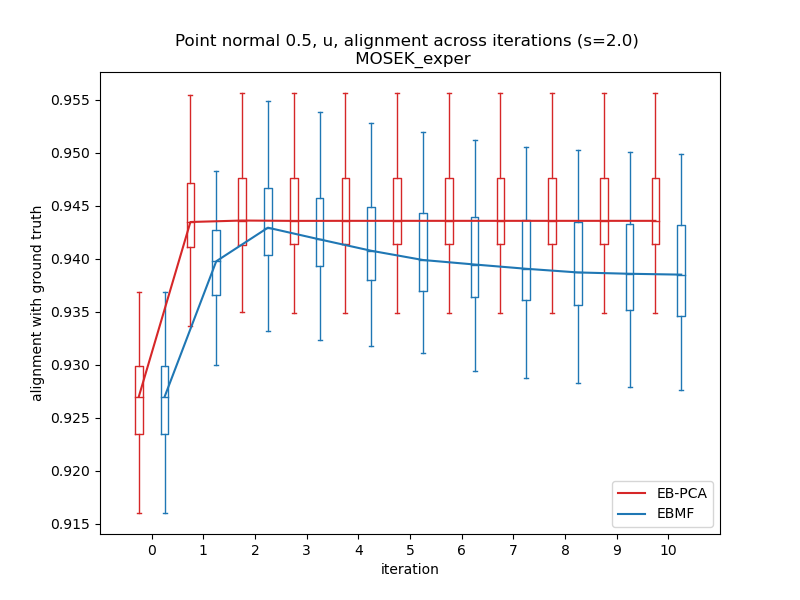 Point normal 0.5, u, alignment across iterations (s=2.0)
MOSEK_exper
0.955
0.950
0.945
0.940
0.935
0.930
0.925
0.920
0.915
alignment with ground truth
EB-PCA
EBMF
0 1 2 3 4 5 6 7 8 9 10
iteration